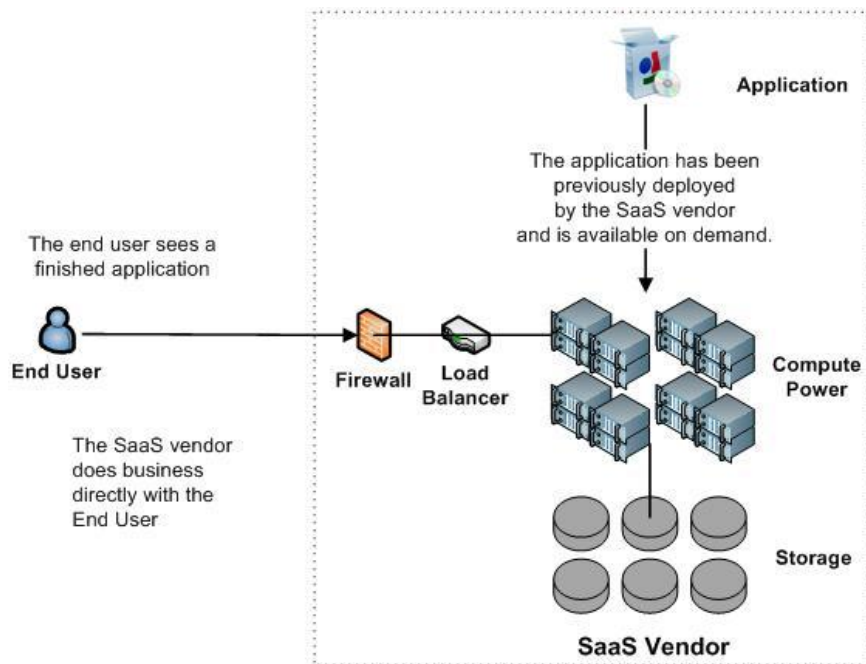 Application
The application has been
previously deployed
by the SaaS vendor
and is available on demand.
The end user sees a
finished application
End User
Firewall
Load
Balancer
Compute
Power
The SaaS vendor
does business
directly with the
End User
Storage
SaaS Vendor